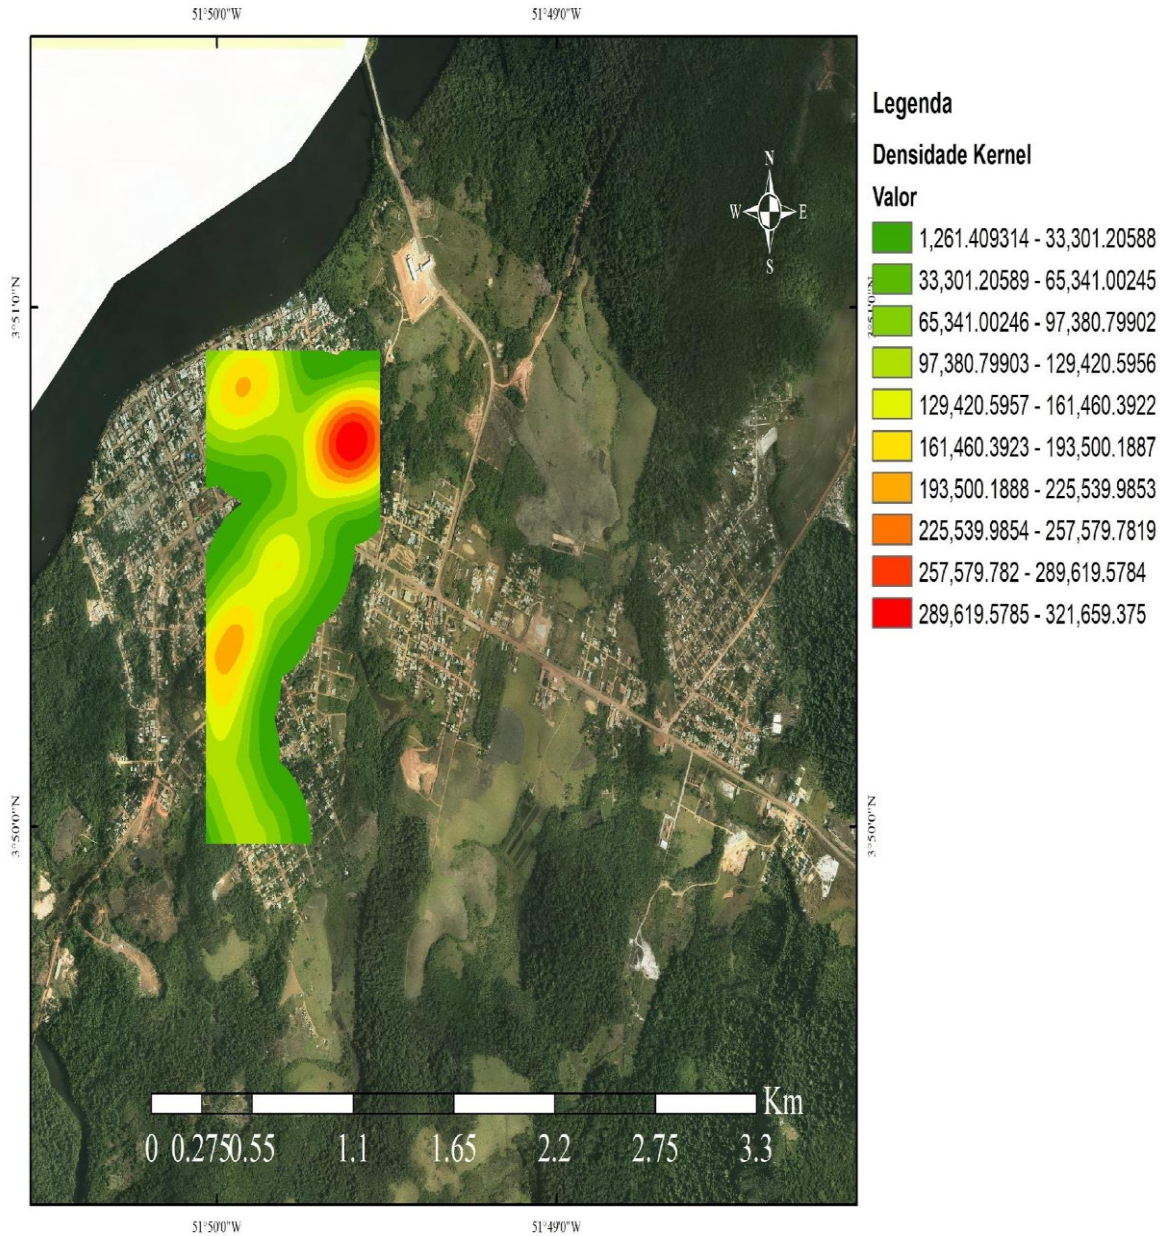 51°50'0"W
51°49'0"W
Legenda
Densidade Kernel
Valor
1,261.409314 - 33,301.20588
33,301.20589 - 65,341.00245
65,341.00246 - 97,380.79902
97,380.79903 - 129,420.5956
129,420.5957 - 161,460.3922
161,460.3923 - 193,500.1887
193,500.1888 - 225,539.9853
225,539.9854 - 257,579.7819
257,579.782 - 289,619.5784
289,619.5785 - 321,659.375
N
W E
S
3°51'0"N
3°51'0"N
3°50'0"N
3°50'0"N
Km
0 0.275 0.55 1.1 1.65 2.2 2.75 3.3
51°50'0"W
51°49'0"W